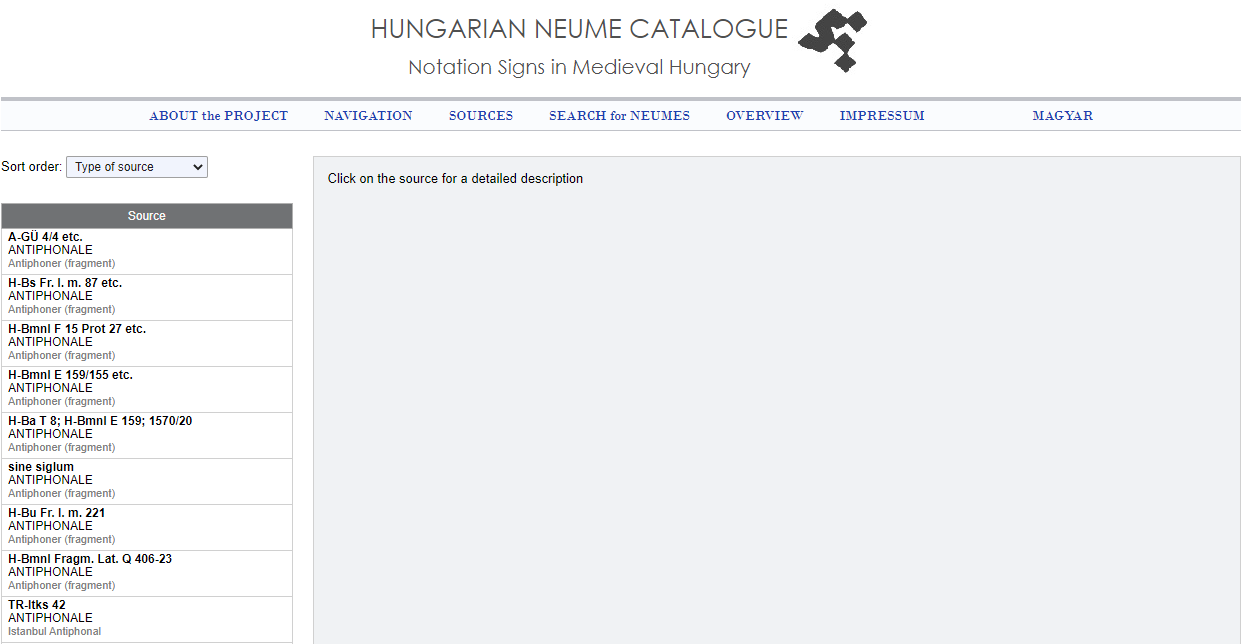 HUNGARIAN NEUME CATALOGUE
Notation Signs in Medieval Hungary
ABOUT the PROJECT NAVIGATION SOURCES SEARCH for NEUMES OVERVIEW IMPRESSUM MAGYAR
Sort order: Type of source
Click on the source for a detailed description
Source
A-GÜ 4/4 etc.
ANTIPHONALE
Antiphoner (fragment)
H-Bs Fr. l. m. 87 etc.
ANTIPHONALE
Antiphoner (fragment)
H-Bmnl F 15 Prot 27 etc.
ANTIPHONALE
Antiphoner (fragment)
H-Bmnl E 159/155 etc.
ANTIPHONALE
Antiphoner (fragment)
H-Ba T 8; H-Bmnl E 159; 1570/20
ANTIPHONALE
Antiphoner (fragment)
sine siglum
ANTIPHONALE
Antiphoner (fragment)
H-Bu Fr. l. m. 221
ANTIPHONALE
Antiphoner (fragment)
H-Bmnl Fragm. Lat. Q 406-23
ANTIPHONALE
Antiphoner (fragment)
TR-Itks 42
ANTIPHONALE
Istanbul Antiphonal